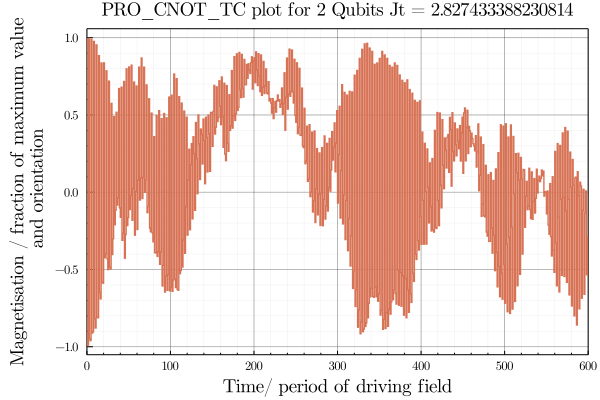 PRO_CNOT_TC plot for 2 Qubits Jt = 2.827433388230814
Magnetisation / fraction of maximum value
and orientation
1.0
0.5
0.0
−0.5
−1.0
0 100 200 300 400 500 600
Time/ period of driving field